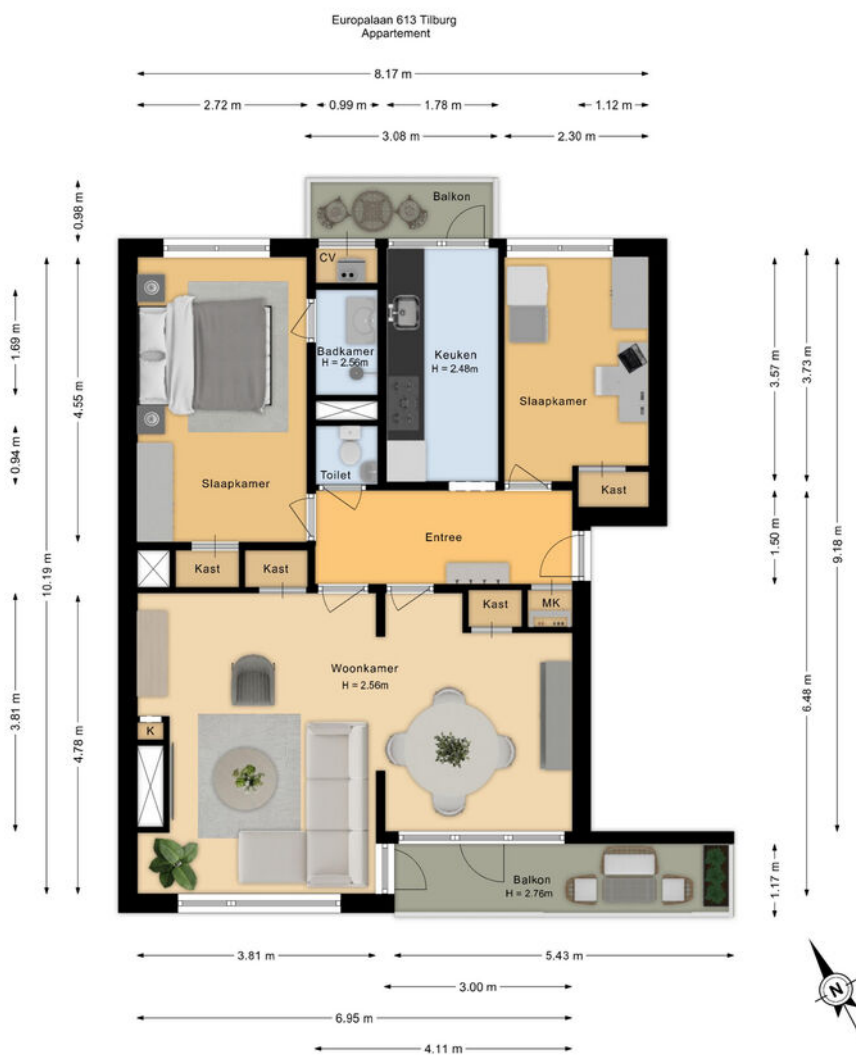 Europalaan 613 Tilburg
Appartement
8.17 m
2.72 m
0.99 m
1.78 m
1.12 m
3.08 m
2.30 m
0.98 m
Balkon
CV
Badkamer
H = 2.56m
Keuken
H = 2.48m
Slaapkamer
1.69 m
4.55 m
3.57 m
3.73 m
0.94 m
Slaapkamer
Toilet
Kast
10.19 m
Entree
1.50 m
9.18 m
Kast
Kast
Kast
MK
3.81 m
4.78 m
Woonkamer
H = 2.56m
6.48 m
K
Balkon
H = 2.76m
1.17 m
3.81 m
5.43 m
3.00 m
6.95 m
4.11 m
N